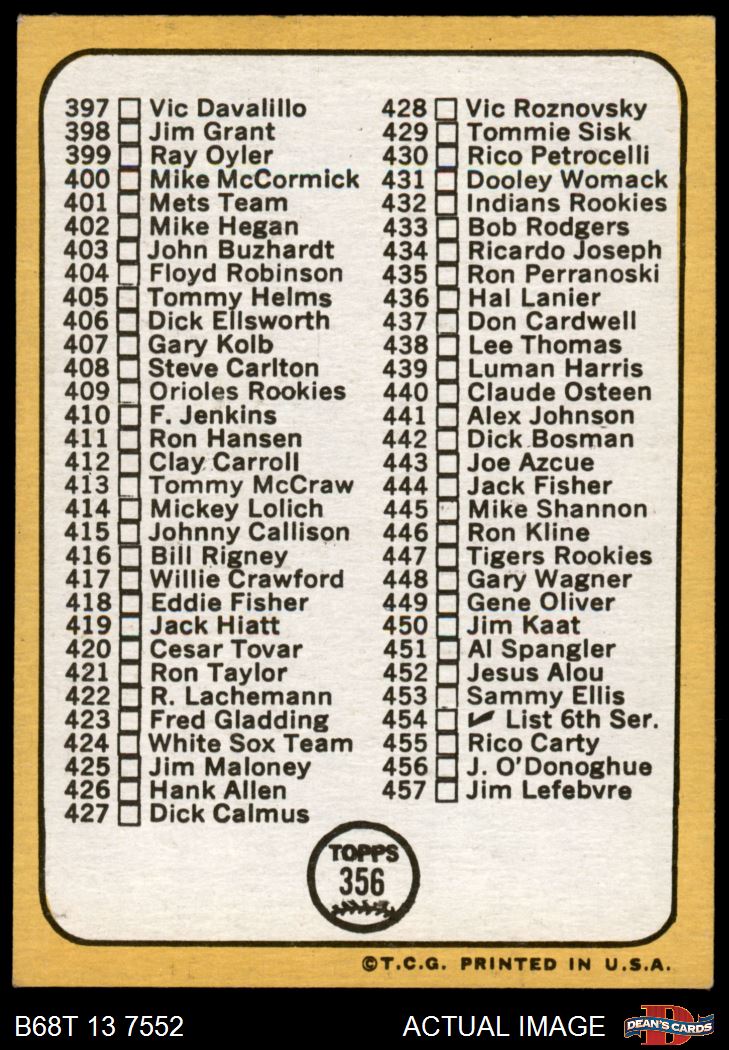 397 Vic Davalillo
398 Jim Grant
399 Ray Oyler
400 Mike McCormick
401 Mets Team
402 Mike Hegan
403 John Buzhardt
404 Floyd Robinson
405 Tommy Helms
406 Dick Ellsworth
407 Gary Kolb
408 Steve Carlton
409 Orioles Rookies
410 F. Jenkins
411 Ron Hansen
412 Clay Carroll
413 Tommy McCraw
414 Mickey Lolich
415 Johnny Callison
416 Bill Rigney
417 Willie Crawford
418 Eddie Fisher
419 Jack Hiatt
420 Cesar Tovar
421 Ron Taylor
422 R. Lachemann
423 Fred Gladding
424 White Sox Team
425 Jim Maloney
426 Hank Allen
427 Dick Calmus
428 Vic Roznovsky
429 Tommie Sisk
430 Rico Petrocelli
431 Dooley Womack
432 Indians Rookies
433 Bob Rodgers
434 Ricardo Joseph
435 Ron Perranoski
436 Hal Lanier
437 Don Cardwell
438 Lee Thomas
439 Luman Harris
440 Claude Osteen
441 Alex Johnson
442 Dick Bosman
443 Joe Azcue
444 Jack Fisher
445 Mike Shannon
446 Ron Kline
447 Tigers Rookies
448 Gary Wagner
449 Gene Oliver
450 Jim Kaat
451 Al Spangler
452 Jesus Alou
453 Sammy Ellis
454 ✓ List 6th Ser.
455 Rico Carty
456 J. O'Donoghue
457 Jim Lefebvre
TOPPS
356
©T.C.G. PRINTED IN U.S.A.
B68T 13 7552 ACTUAL IMAGE
D
DEAN'S CARDS